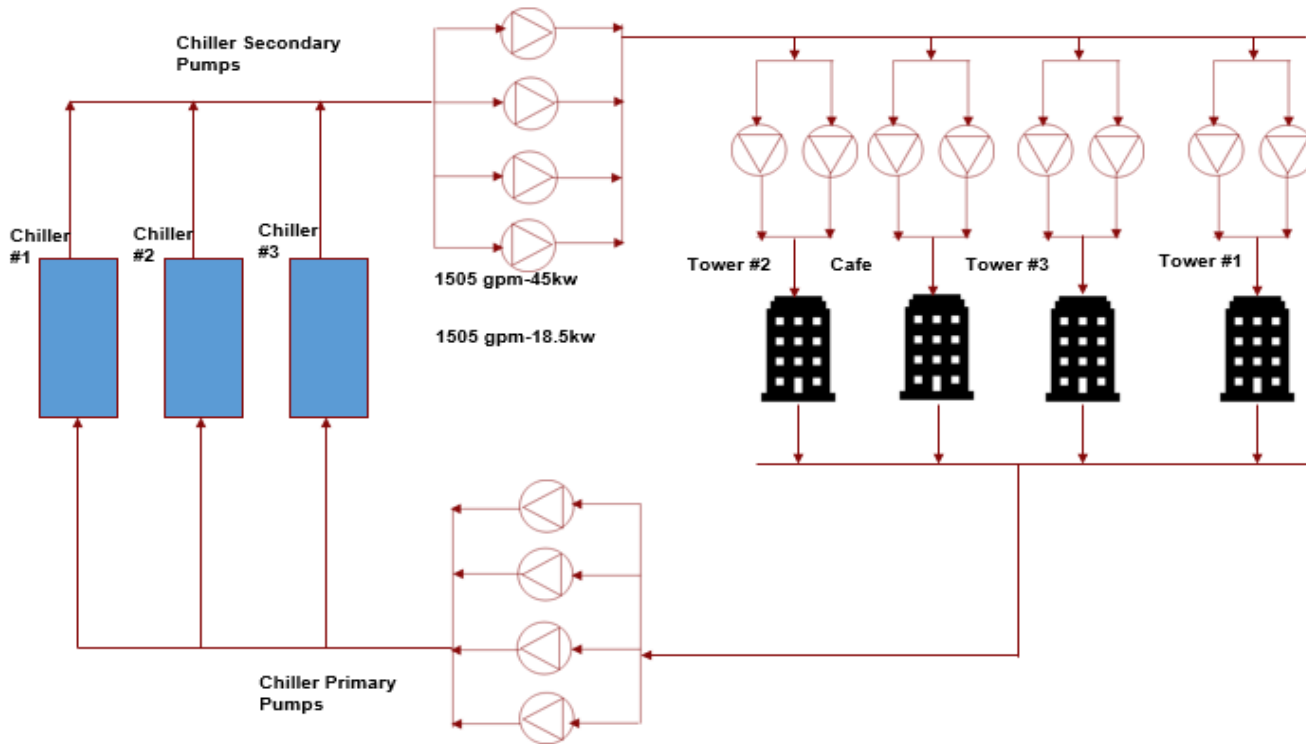 Chiller Secondary
Pumps
Chiller
#1
Chiller
#2
Chiller
#3
1505 gpm-45kw
1505 gpm-18.5kw
Tower #2
Cafe
Tower #3
Tower #1
Chiller Primary
Pumps